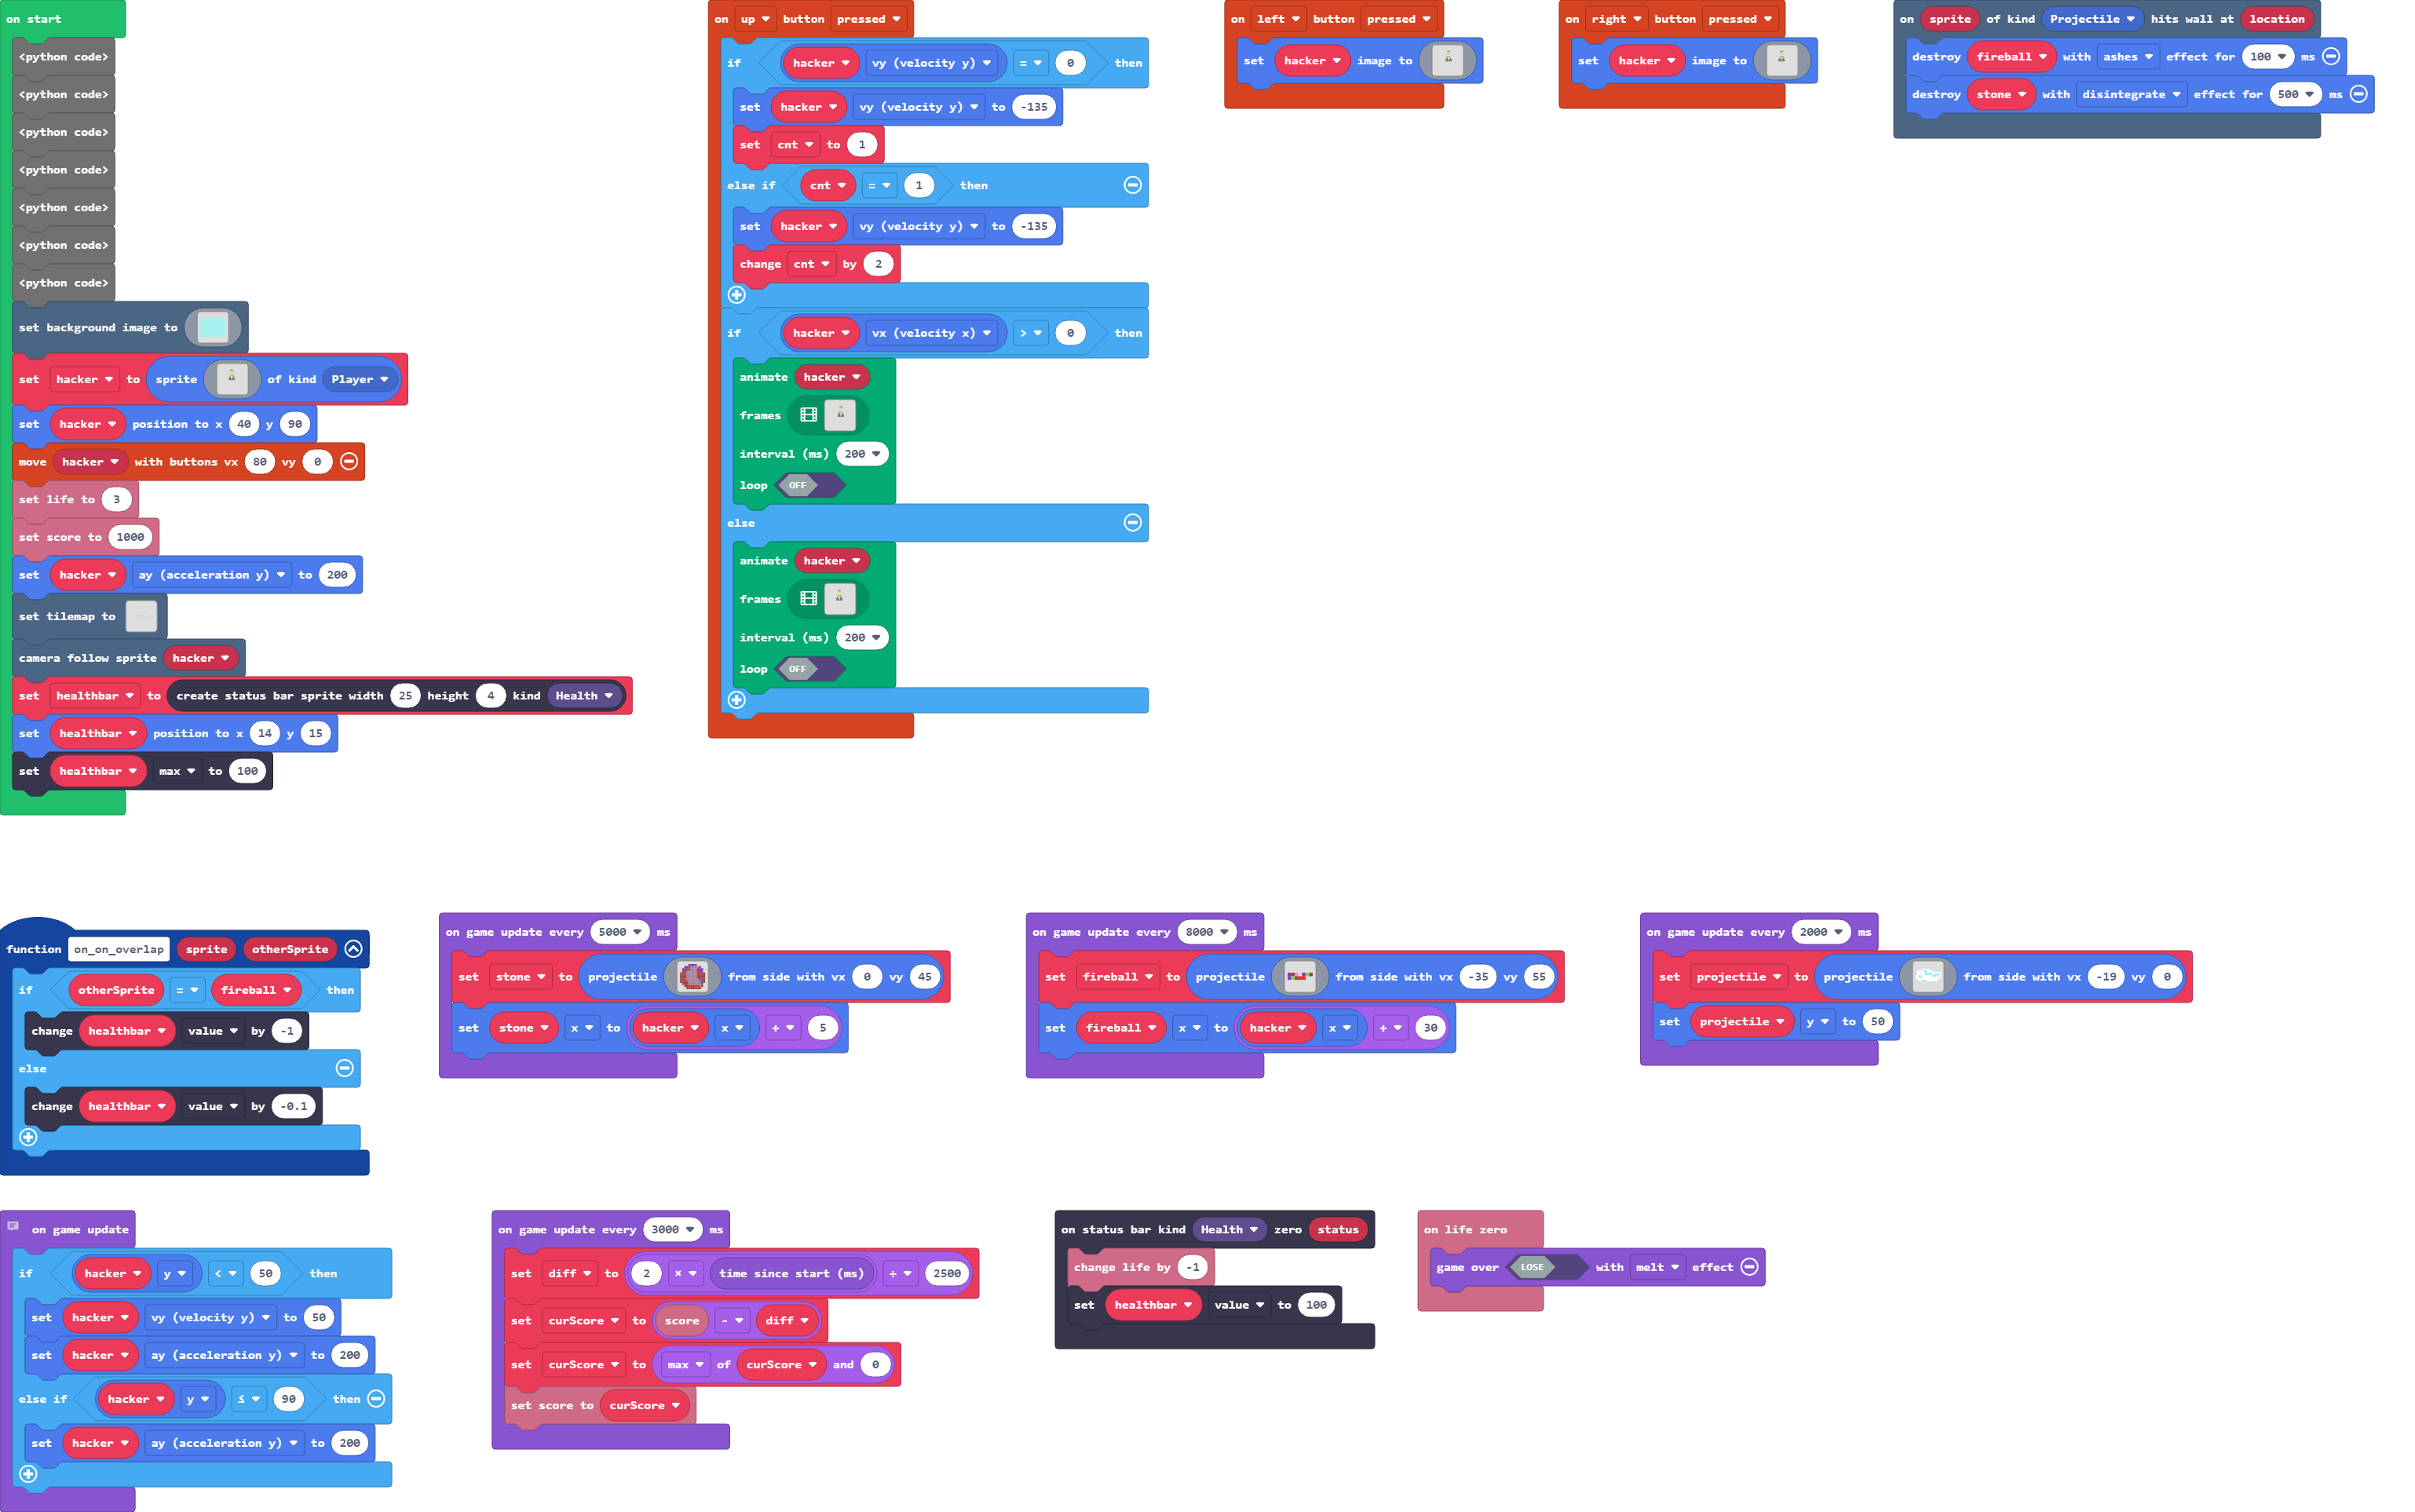 on start
<python code>
<python code>
<python code>
<python code>
<python code>
<python code>
<python code>
set background image to
set hacker to sprite of kind Player
set hacker position to x 40 y 90
move hacker with buttons vx 80 vy 0
set life to 3
set score to 1000
set hacker ay (acceleration y) to 200
set tilemap to
camera follow sprite hacker
set healthbar to create status bar sprite width 25 height 4 kind Health
set healthbar position to x 14 y 15
set healthbar max to 100
on up button pressed
if hacker vy (velocity y) = 0 then
set hacker vy (velocity y) to -135
set cnt to 1
else if cnt = 1 then
set hacker vy (velocity y) to -135
change cnt by 2
if hacker vx (velocity x) > 0 then
animate hacker
frames
interval (ms) 200
loop OFF
else
animate hacker
frames
interval (ms) 200
loop OFF
on left button pressed
set hacker image to
on right button pressed
set hacker image to
on sprite of kind Projectile hits wall at location
destroy fireball with ashes effect for 100 ms
destroy stone with disintegrate effect for 500 ms
function on_on_overlap sprite otherSprite
if otherSprite = fireball then
change healthbar value by -1
else
change healthbar value by -0.1
on game update every 5000 ms
set stone to projectile from side with vx 0 vy 45
set stone x to hacker x + 5
on game update every 8000 ms
set fireball to projectile from side with vx -35 vy 55
set fireball x to hacker x + 30
on game update every 2000 ms
set projectile to projectile from side with vx -19 vy 0
set projectile y to 50
on game update
if hacker y < 50 then
set hacker vy (velocity y) to 50
set hacker ay (acceleration y) to 200
else if hacker y ≤ 90 then
set hacker ay (acceleration y) to 200
on game update every 3000 ms
set diff to 2 × time since start (ms) ÷ 2500
set curScore to score - diff
set curScore to max of curScore and 0
set score to curScore
on status bar kind Health zero status
change life by -1
set healthbar value to 100
on life zero
game over LOSE with melt effect